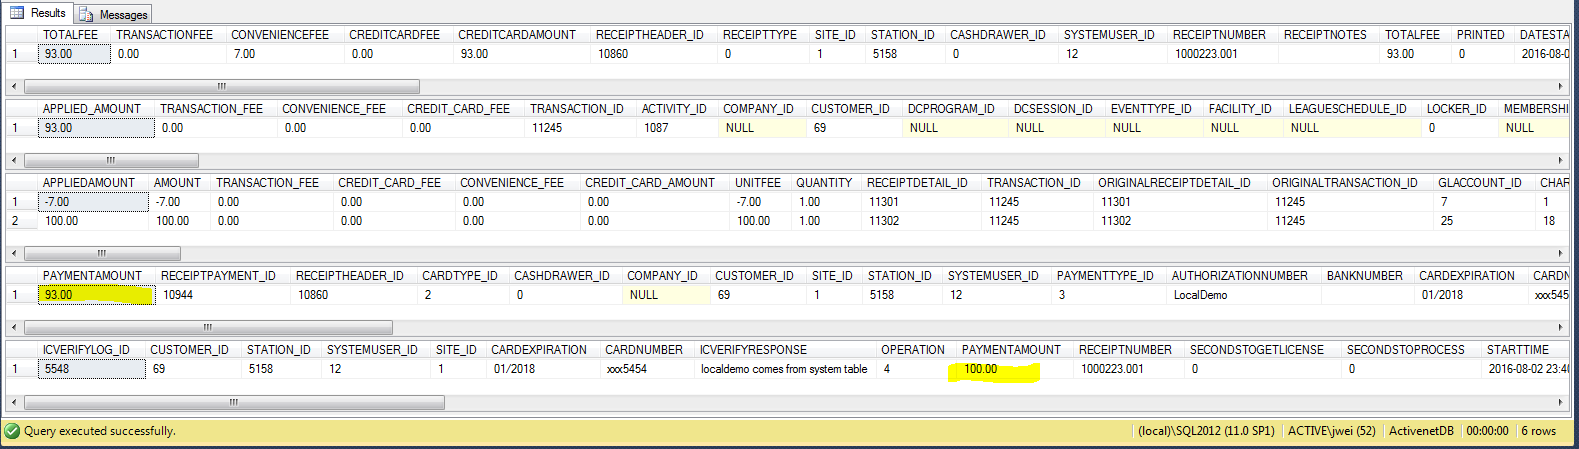 Results Messages
TOTALFEE TRANSACTIONFEE CONVENIENCEFEE CREDITCARDFEE CREDITCARDAMOUNT RECEIPTHEADER_ID RECEIPTTYPE SITE_ID STATION_ID CASHDRAWER_ID SYSTEMUSER_ID RECEIPTNUMBER RECEIPTNOTES TOTALFEE PRINTED DATESTA
1 93.00 0.00 7.00 0.00 93.00 10860 0 1 5158 0 12 1000223.001 93.00 0 2016-08-0
APPLIED_AMOUNT TRANSACTION_FEE CONVENIENCE_FEE CREDIT_CARD_FEE TRANSACTION_ID ACTIVITY_ID COMPANY_ID CUSTOMER_ID DCPROGRAM_ID DCSESSION_ID EVENTTYPE_ID FACILITY_ID LEAGUESCHEDULE_ID LOCKER_ID MEMBERSHI
1 93.00 0.00 0.00 0.00 11245 1087 NULL 69 NULL NULL NULL NULL NULL 0 NULL
APPLIEDAMOUNT AMOUNT TRANSACTION_FEE CREDIT_CARD_FEE CONVENIENCE_FEE CREDIT_CARD_AMOUNT UNITFEE QUANTITY RECEIPTDETAIL_ID TRANSACTION_ID ORIGINALRECEIPTDETAIL_ID ORIGINALTRANSACTION_ID GLACCOUNT_ID CHAR
1 -7.00 -7.00 0.00 0.00 0.00 0.00 -7.00 1.00 11301 11245 11301 11245 7 1
2 100.00 100.00 0.00 0.00 0.00 0.00 100.00 1.00 11302 11245 11302 11245 25 18
PAYMENTAMOUNT RECEIPTPAYMENT_ID RECEIPTHEADER_ID CARDTYPE_ID CASHDRAWER_ID COMPANY_ID CUSTOMER_ID SITE_ID STATION_ID SYSTEMUSER_ID PAYMENTTYPE_ID AUTHORIZATIONNUMBER BANKNUMBER CARDEXPIRATION CARDN
1 93.00 10944 10860 2 0 NULL 69 1 5158 12 3 LocalDemo 01/2018 xxx5454
ICVERIFYLOG_ID CUSTOMER_ID STATION_ID SYSTEMUSER_ID SITE_ID CARDEXPIRATION CARDNUMBER ICVERIFYRESPONSE OPERATION PAYMENTAMOUNT RECEIPTNUMBER SECONDSTOGETLICENSE SECONDSTOPROCESS STARTTIME
1 5548 69 5158 12 1 01/2018 xxx5454 localdemo comes from system table 4 100.00 1000223.001 0 0 2016-08-02 23:40
Query executed successfully. (local)\SQL2012 (11.0 SP1) ACTIVE\jwei (52) ActivenetDB 00:00:00 6 rows